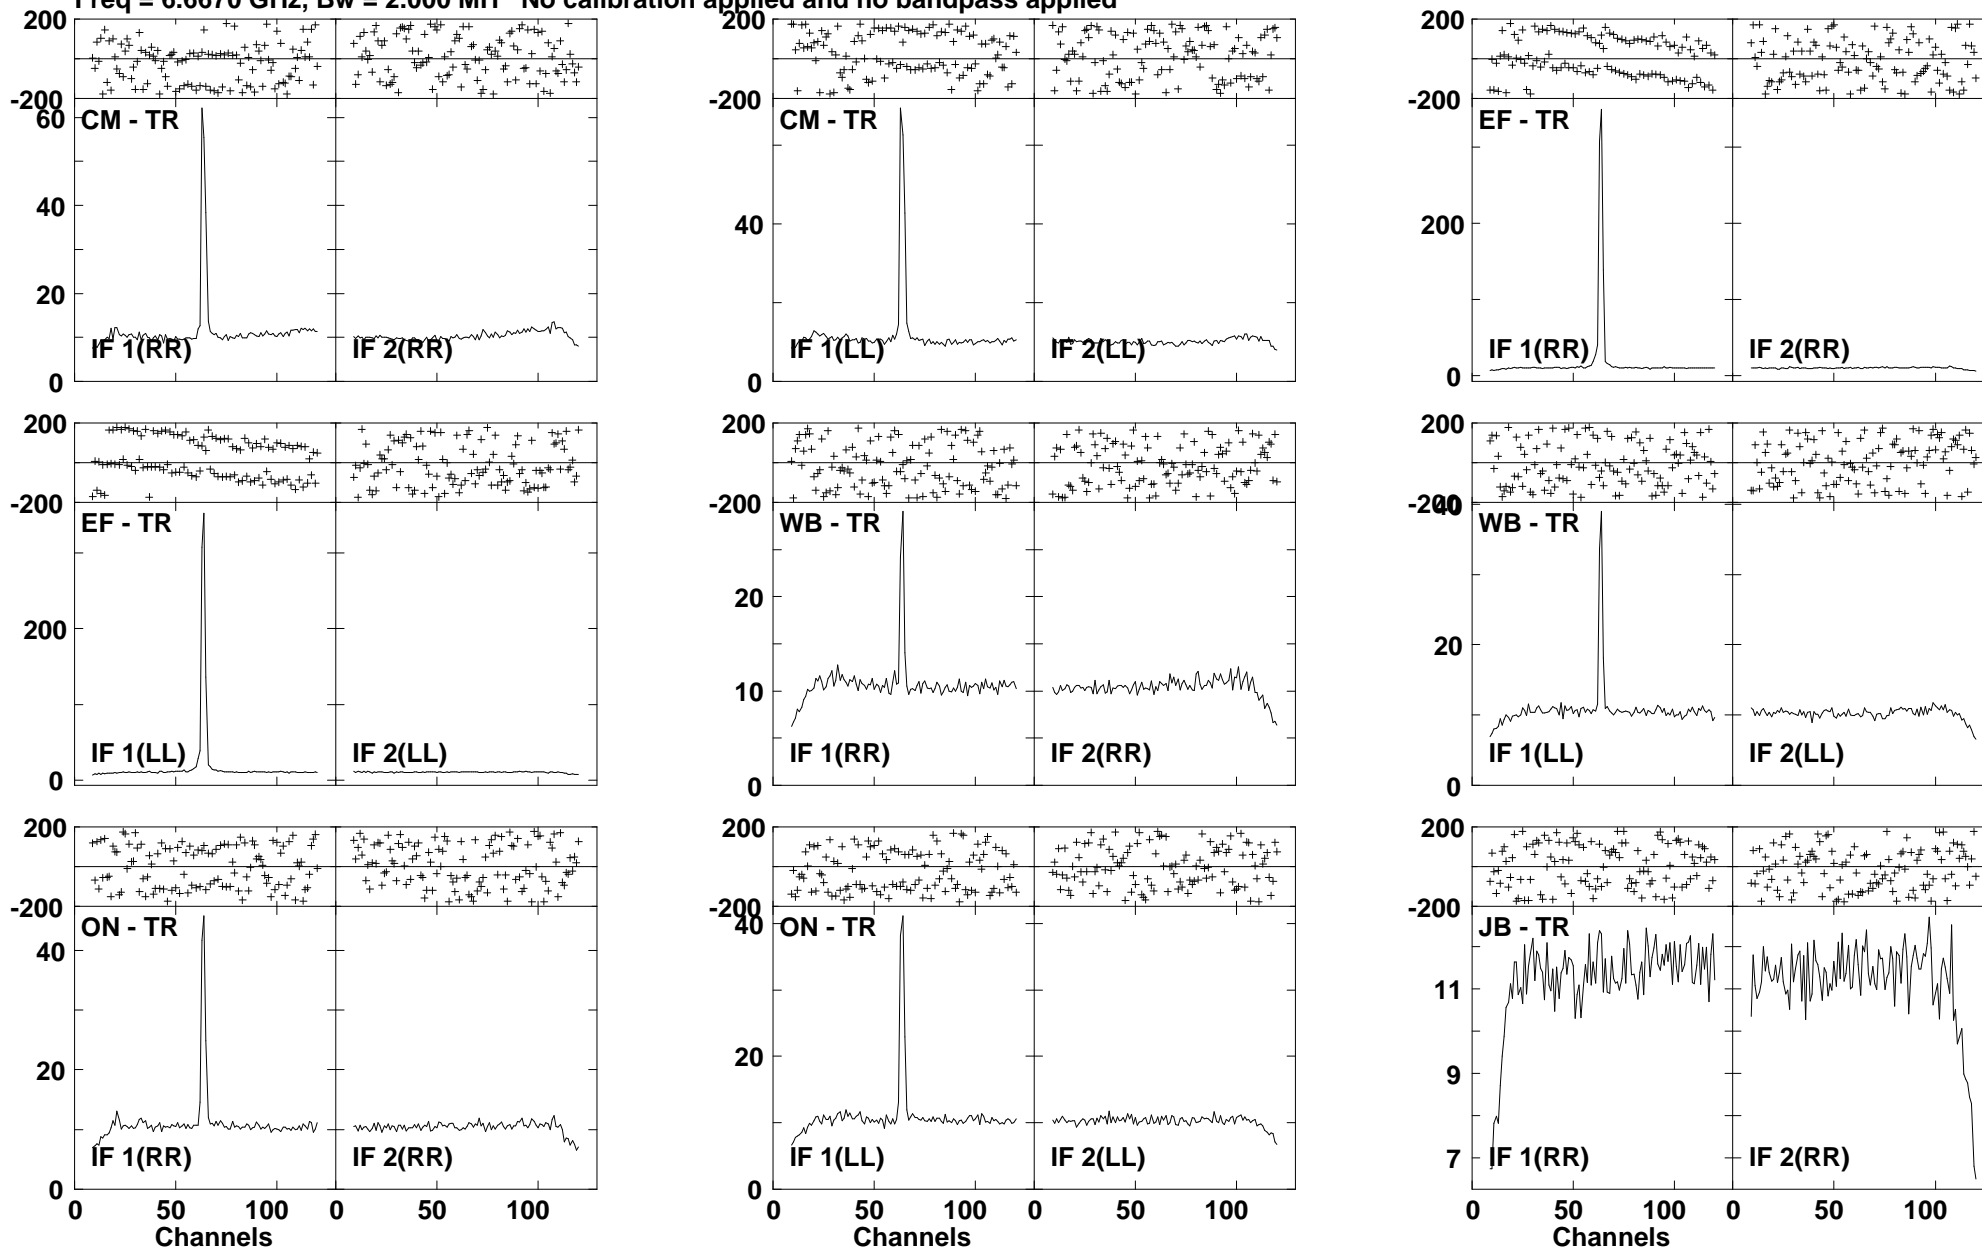 Freq = 6.6670 GHz, Bw = 2.000 MH No calibration applied and no bandpass applied
200
-200
60
40
20
0
CM - TR
IF 1(RR)
IF 2(RR)
200
-200
40
0
CM - TR
IF 1(LL)
IF 2(LL)
200
-200
200
0
EF - TR
IF 1(RR)
IF 2(RR)
200
-200
200
0
EF - TR
IF 1(LL)
IF 2(LL)
200
-200
20
10
0
WB - TR
IF 1(RR)
IF 2(RR)
200
-200
40
20
0
WB - TR
IF 1(LL)
IF 2(LL)
200
-200
40
20
0
ON - TR
IF 1(RR)
IF 2(RR)
0 50 100 0 50 100
Channels
200
-200
40
20
0
ON - TR
IF 1(LL)
IF 2(LL)
0 50 100 0 50 100
Channels
200
-200
11
9
7
JB - TR
IF 1(RR)
IF 2(RR)
0 50 100 0 50 100
Channels